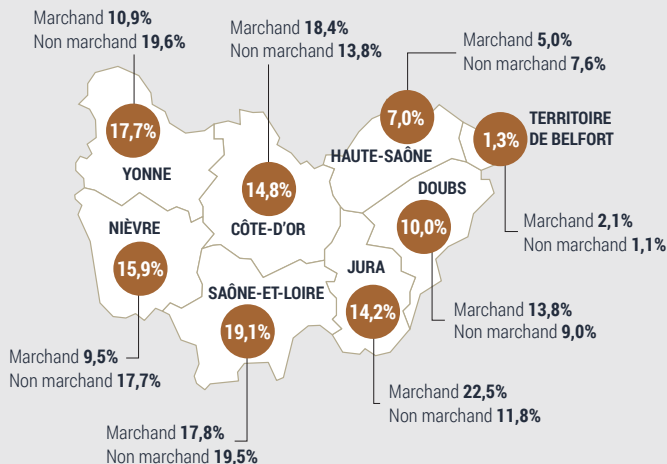 Marchand 10,9%
Non marchand 19,6%
Marchand 18,4%
Non marchand 13,8%
Marchand 5,0%
Non marchand 7,6%
17,7%
YONNE
14,8%
CÔTE-D'OR
7,0%
HAUTE-SAÔNE
1,3%
TERRITOIRE
DE BELFORT
Marchand 2,1%
Non marchand 1,1%
DOUBS
10,0%
Marchand 13,8%
Non marchand 9,0%
NIÈVRE
15,9%
Marchand 9,5%
Non marchand 17,7%
SAÔNE-ET-LOIRE
19,1%
Marchand 17,8%
Non marchand 19,5%
JURA
14,2%
Marchand 22,5%
Non marchand 11,8%